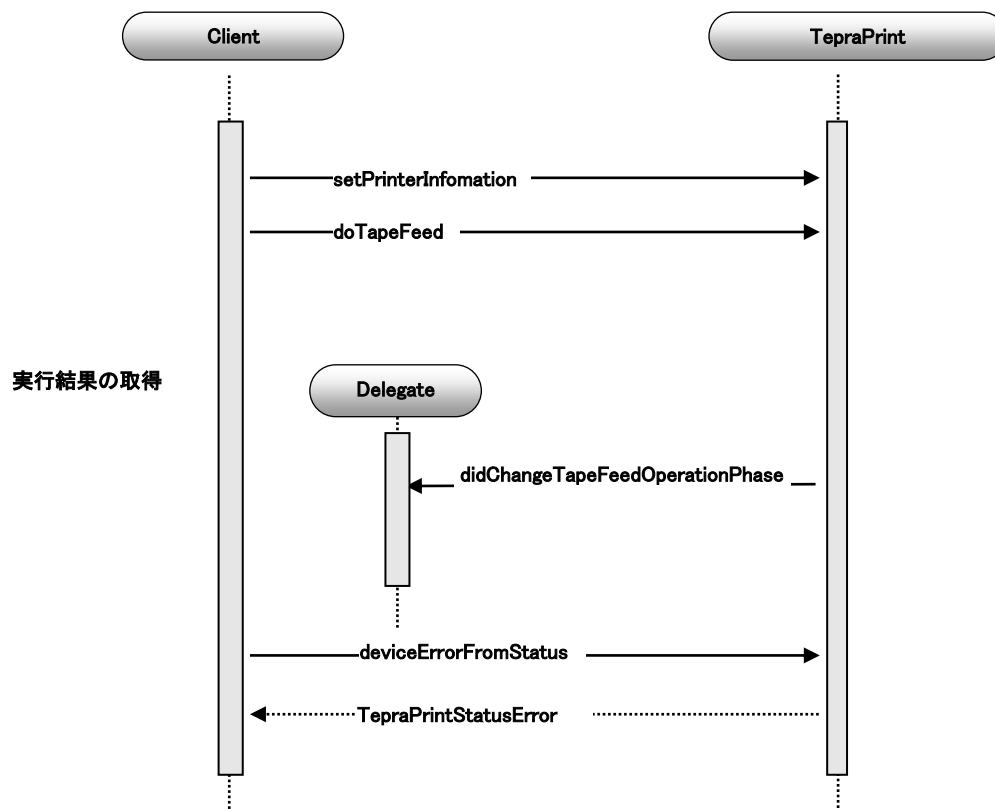 Client
TepraPrint
setPrinterInfomation
doTapeFeed
実行結果の取得
Delegate
didChangeTapeFeedOperationPhase
deviceErrorFromStatus
TepraPrintStatusError